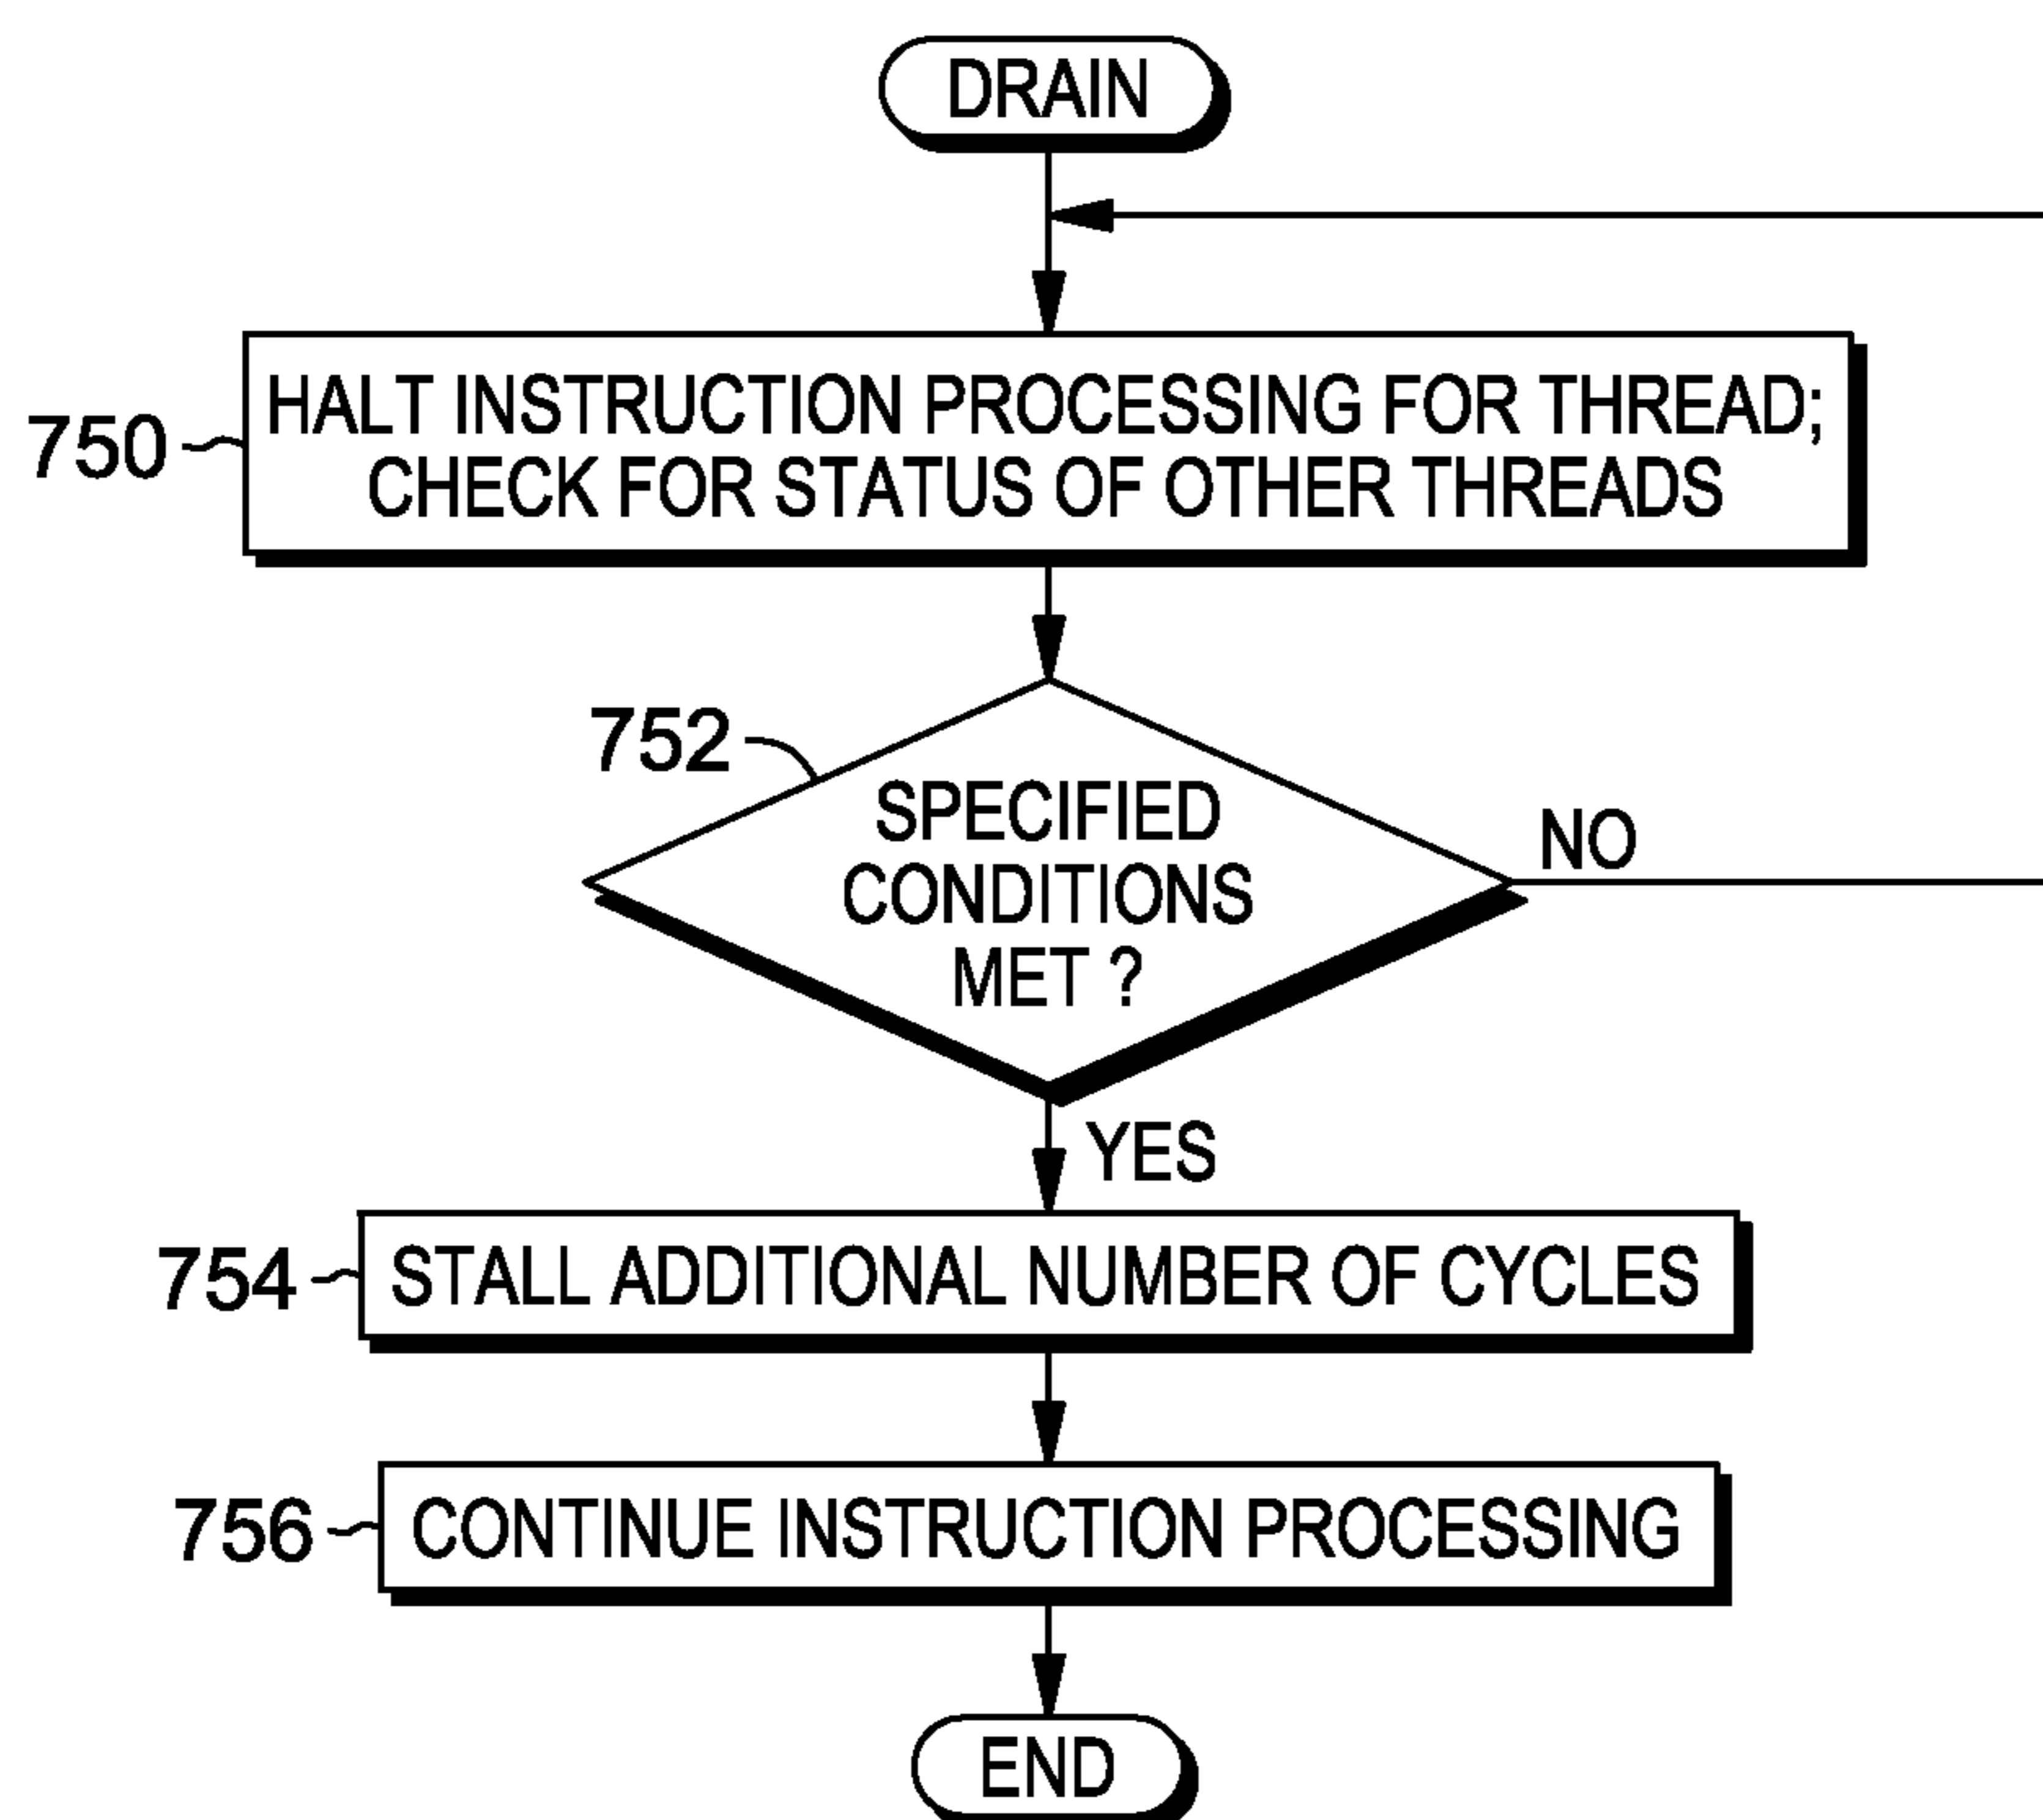 DRAIN
750
HALT INSTRUCTION PROCESSING FOR THREAD;
CHECK FOR STATUS OF OTHER THREADS
752
SPECIFIED
CONDITIONS
MET ?
NO
YES
754
STALL ADDITIONAL NUMBER OF CYCLES
756
CONTINUE INSTRUCTION PROCESSING
END